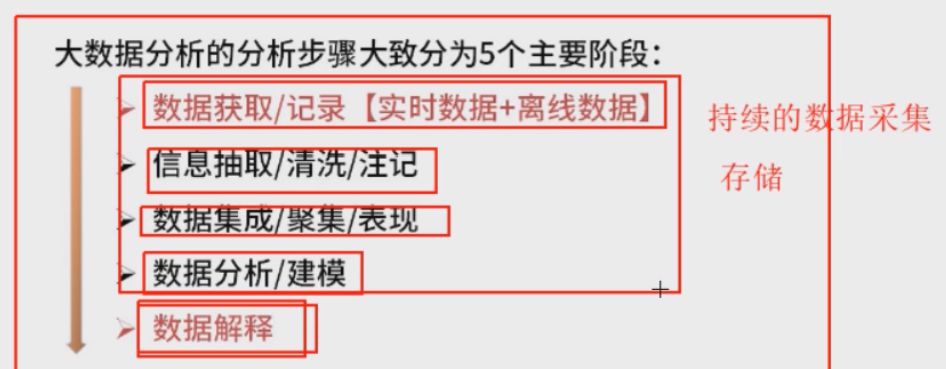 大数据分析的分析步骤大致分为5个主要阶段：
数据获取/记录【实时数据+离线数据】
持续的数据采集
信息抽取/清洗/注记
存储
数据集成/聚集/表现
数据分析/建模
数据解释